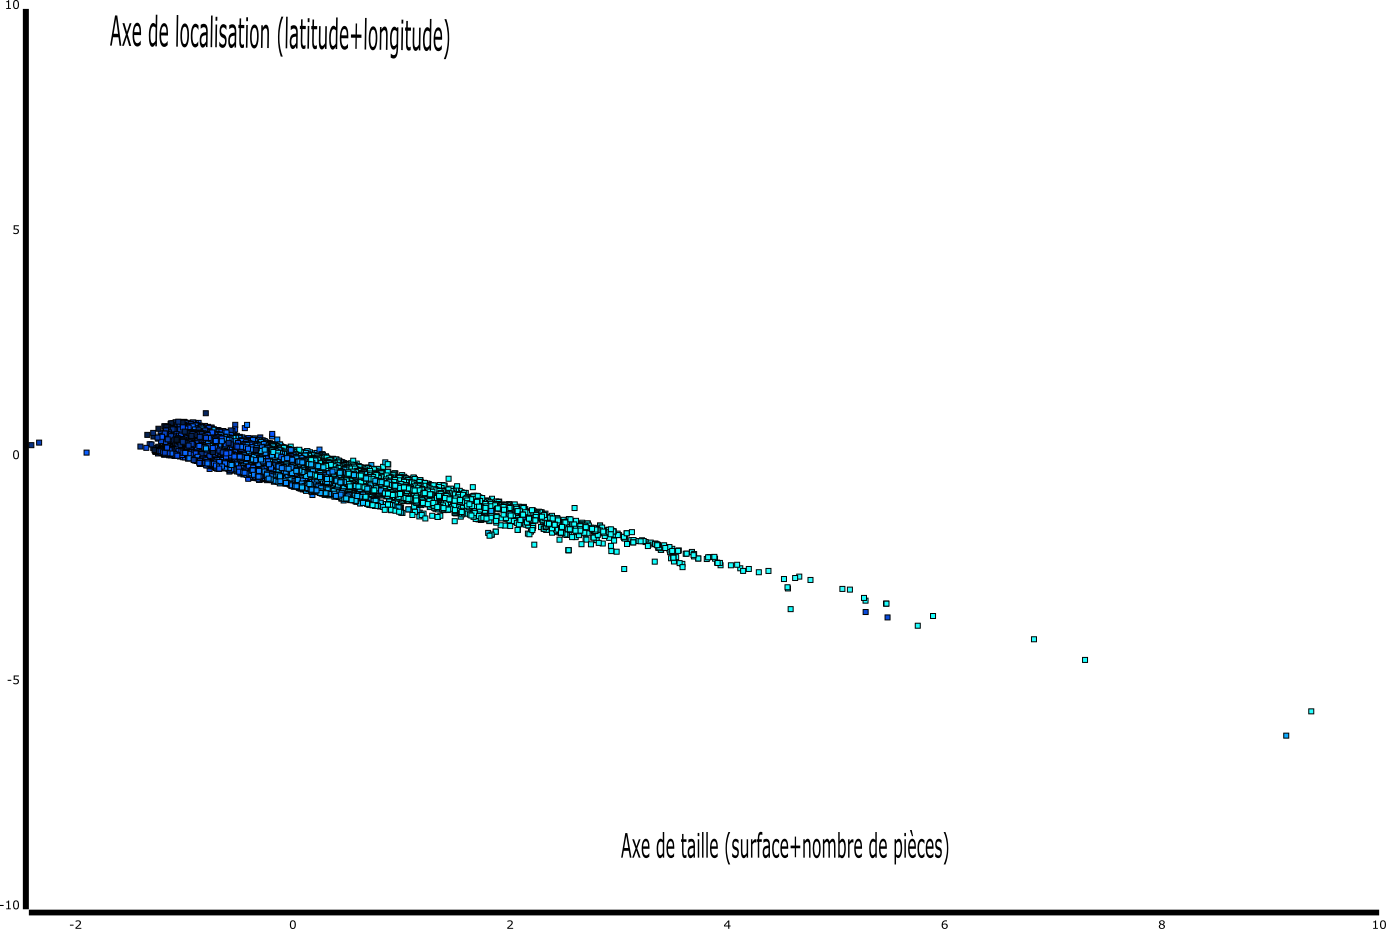 10
Axe de localisation (latitude+longitude)
5
0
-5
Axe de taille (surface+nombre de pièces)
-10
-2 0 2 4 6 8 10